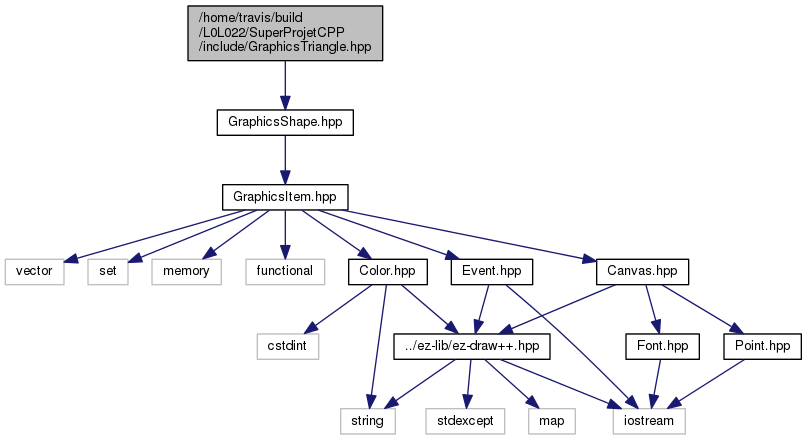 /home/travis/build
/L0L022/SuperProjetCPP
/include/GraphicsTriangle.hpp
GraphicsShape.hpp
GraphicsItem.hpp
vector
set
memory
functional
Color.hpp
Event.hpp
Canvas.hpp
cstdint
../ez-lib/ez-draw++.hpp
Font.hpp
Point.hpp
string
stdexcept
map
iostream